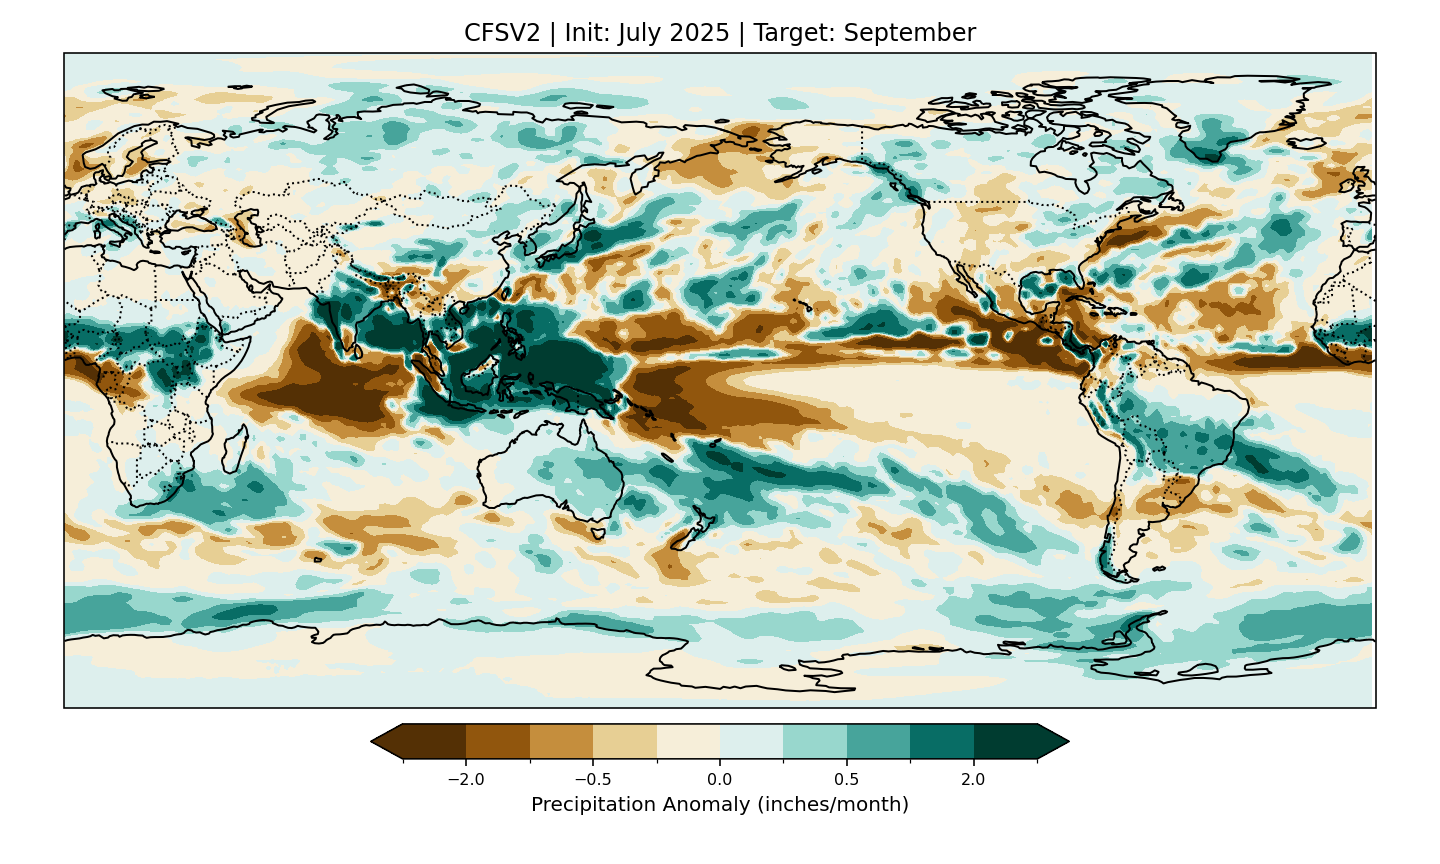 CFSV2 | Init: July 2025 | Target: September
−2.0 −0.5 0.0 0.5 2.0
Precipitation Anomaly (inches/month)